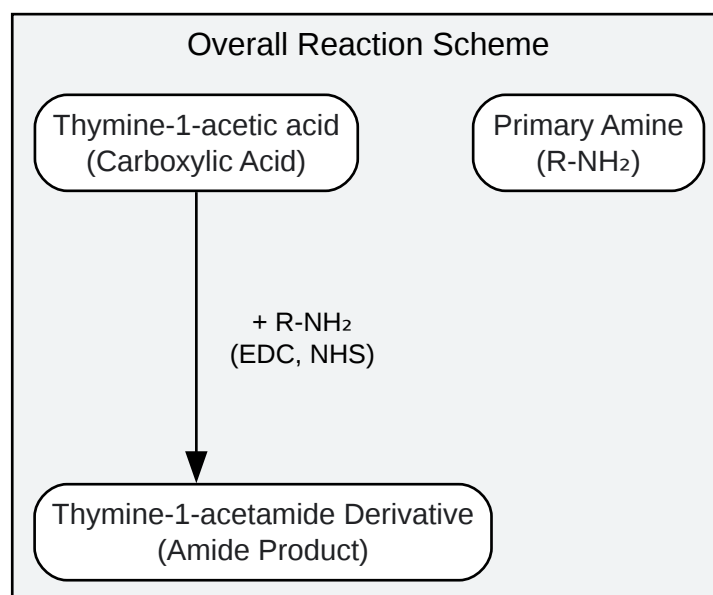 Overall Reaction Scheme
Thymine-1-acetic acid
(Carboxylic Acid)
Primary Amine
(R-NH₂)
+ R-NH₂
(EDC, NHS)
Thymine-1-acetamide Derivative
(Amide Product)